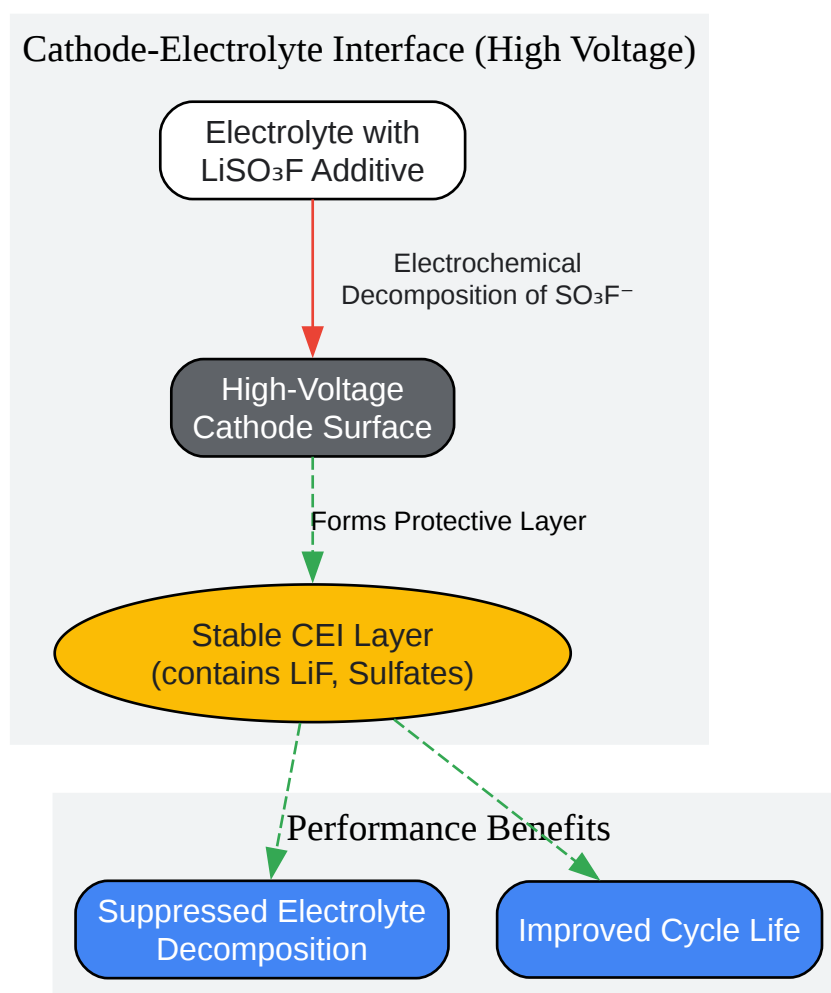 Cathode-Electrolyte Interface (High Voltage)
Electrolyte with
LiSO₃F Additive
Electrochemical
Decomposition of SO₃F⁻
High-Voltage
Cathode Surface
Forms Protective Layer
Stable CEI Layer
(contains LiF, Sulfates)
Performance Benefits
Suppressed Electrolyte
Decomposition
Improved Cycle Life